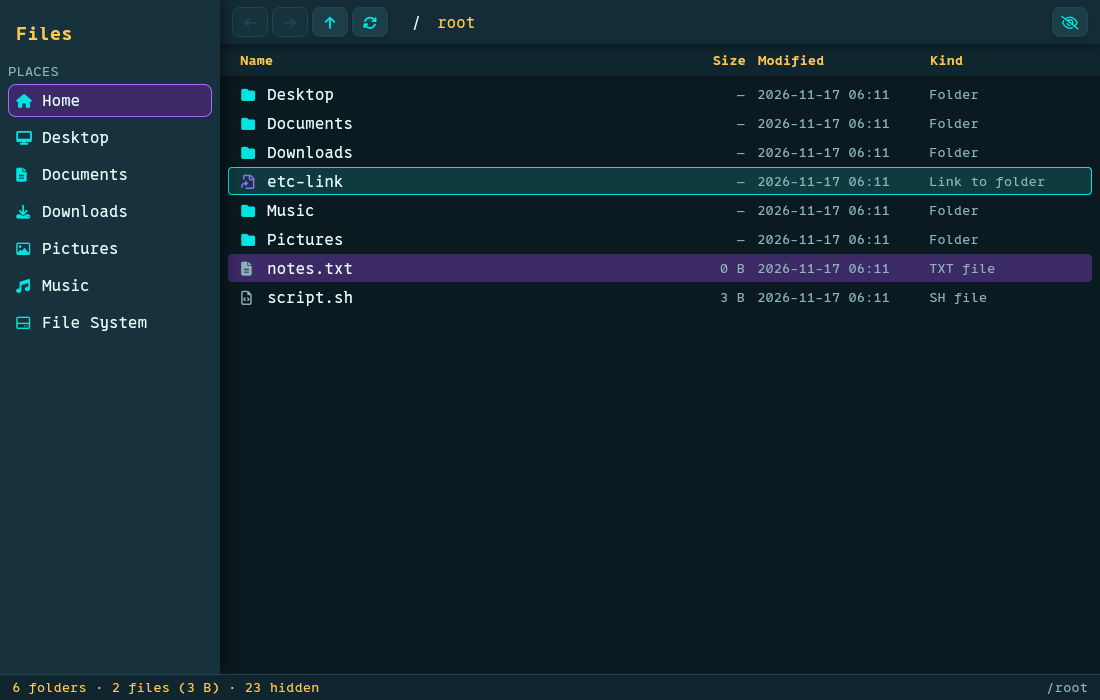 Files
PLACES
Home
Desktop
Documents
Downloads
Pictures
Music
File System
/ root
Name Size Modified Kind
Desktop — 2026-11-17 06:11 Folder
Documents — 2026-11-17 06:11 Folder
Downloads — 2026-11-17 06:11 Folder
etc-link — 2026-11-17 06:11 Link to folder
Music — 2026-11-17 06:11 Folder
Pictures — 2026-11-17 06:11 Folder
notes.txt 0 B 2026-11-17 06:11 TXT file
script.sh 3 B 2026-11-17 06:11 SH file
6 folders · 2 files (3 B) · 23 hidden /root